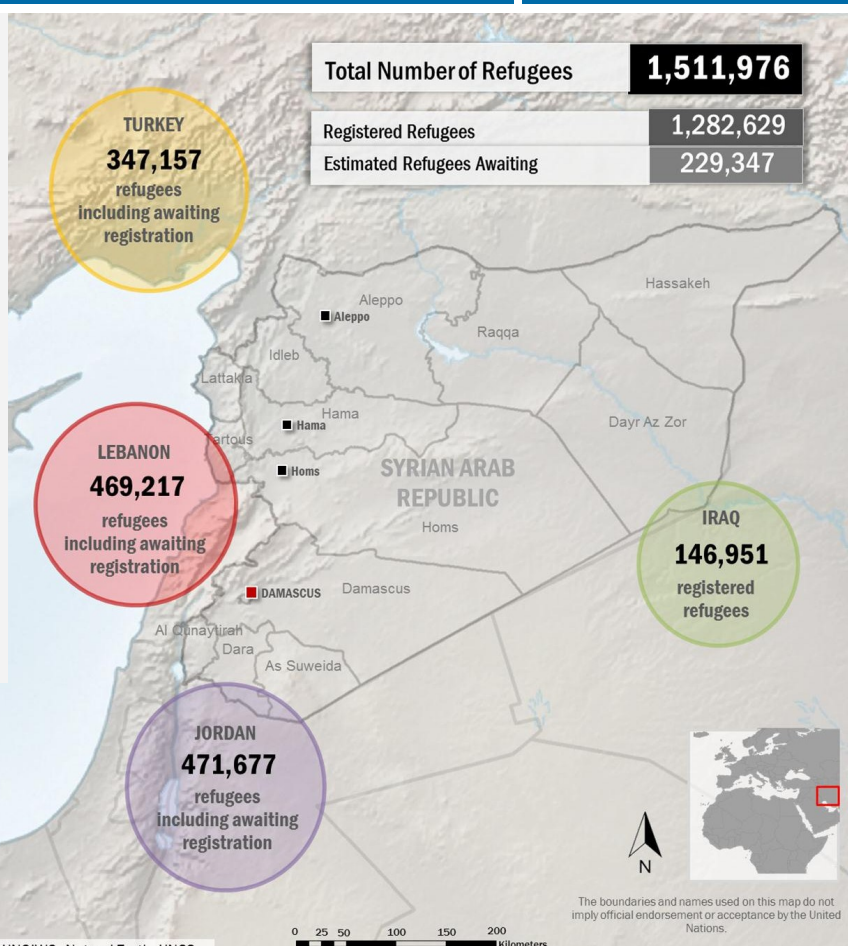 Total Number of Refugees 1,511,976
Registered Refugees 1,282,629
Estimated Refugees Awaiting 229,347
TURKEY
347,157
refugees
including awaiting
registration
Hassakeh
Aleppo
Aleppo
Raqqa
Idleb
Lattakia
Hama
Hama
Dayr Az Zor
Tartous
LEBANON
469,217
refugees
including awaiting
registration
Homs
SYRIAN ARAB
REPUBLIC
Homs
IRAQ
146,951
registered
refugees
DAMASCUS
Damascus
Al Qunaytirah
Dara
As Suweida
JORDAN
471,677
refugees
including awaiting
registration
N
The boundaries and names used on this map do not
imply official endorsement or acceptance by the United
Nations.
0 25 50 100 150 200
Kilometers